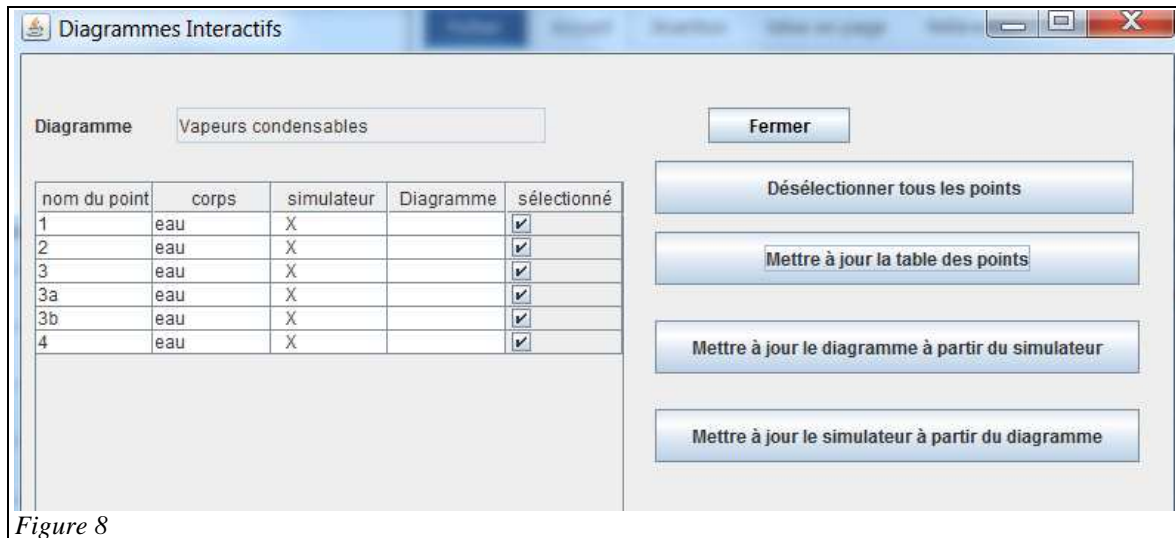 Diagrammes Interactifs
Diagramme Vapeurs condensables Fermer
Désélectionner tous les points
nom du point corps simulateur Diagramme sélectionné
1 eau X
2 eau X
3 eau X
3a eau X
3b eau X
4 eau X
Mettre à jour la table des points
Mettre à jour le diagramme à partir du simulateur
Mettre à jour le simulateur à partir du diagramme
Figure 8